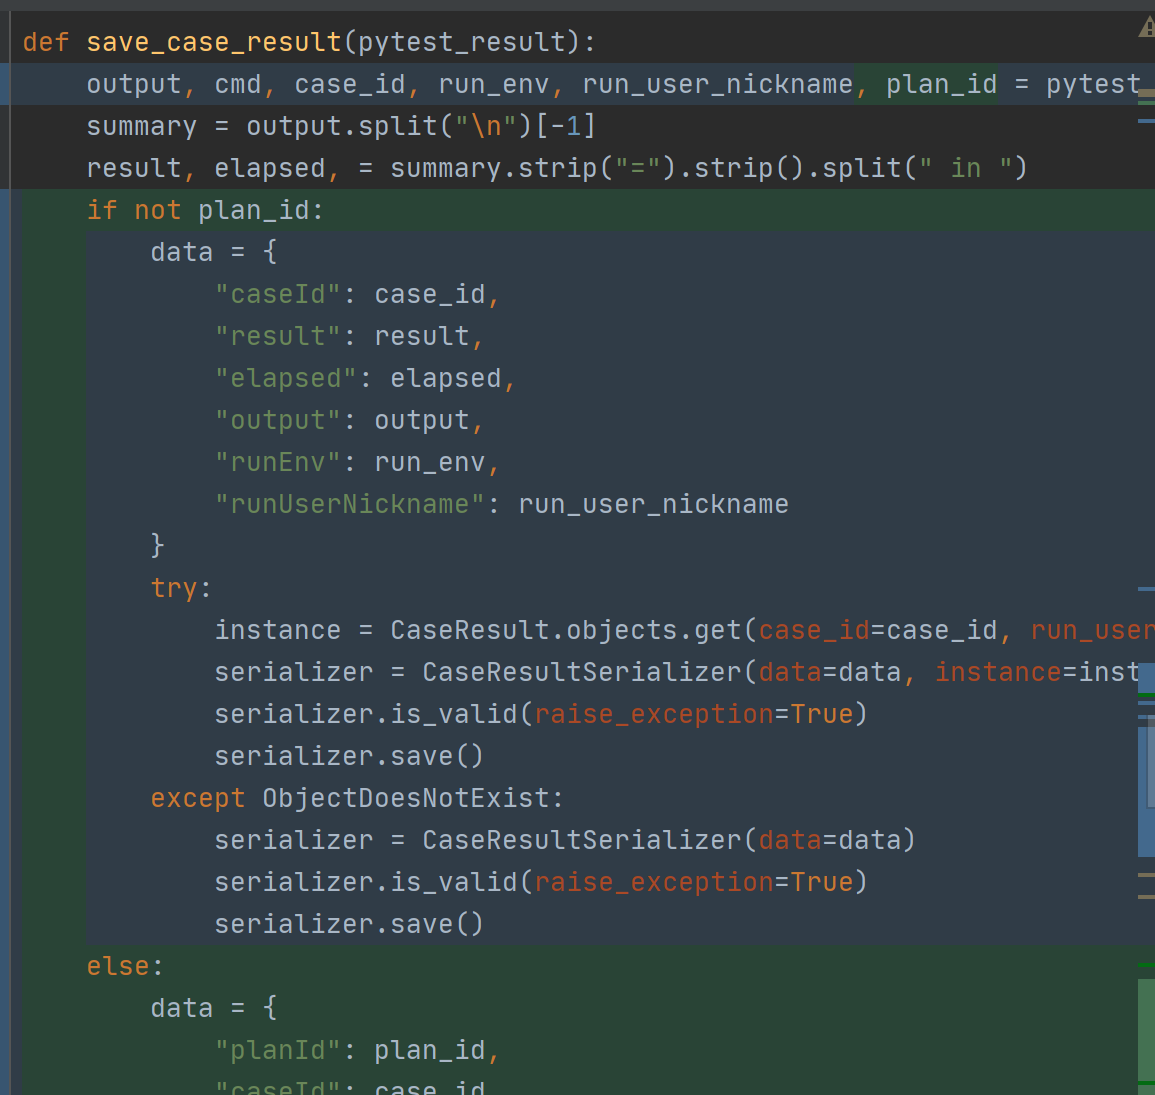 def save_case_result(pytest_result):
    output, cmd, case_id, run_env, run_user_nickname, plan_id = pytest
    summary = output.split("\n")[-1]
    result, elapsed, = summary.strip("=").strip().split(" in ")
    if not plan_id:
        data = {
            "caseId": case_id,
            "result": result,
            "elapsed": elapsed,
            "output": output,
            "runEnv": run_env,
            "runUserNickname": run_user_nickname
        }
        try:
            instance = CaseResult.objects.get(case_id=case_id, run_user
            serializer = CaseResultSerializer(data=data, instance=inst
            serializer.is_valid(raise_exception=True)
            serializer.save()
        except ObjectDoesNotExist:
            serializer = CaseResultSerializer(data=data)
            serializer.is_valid(raise_exception=True)
            serializer.save()
    else:
        data = {
            "planId": plan_id,
            "caseId": case_id